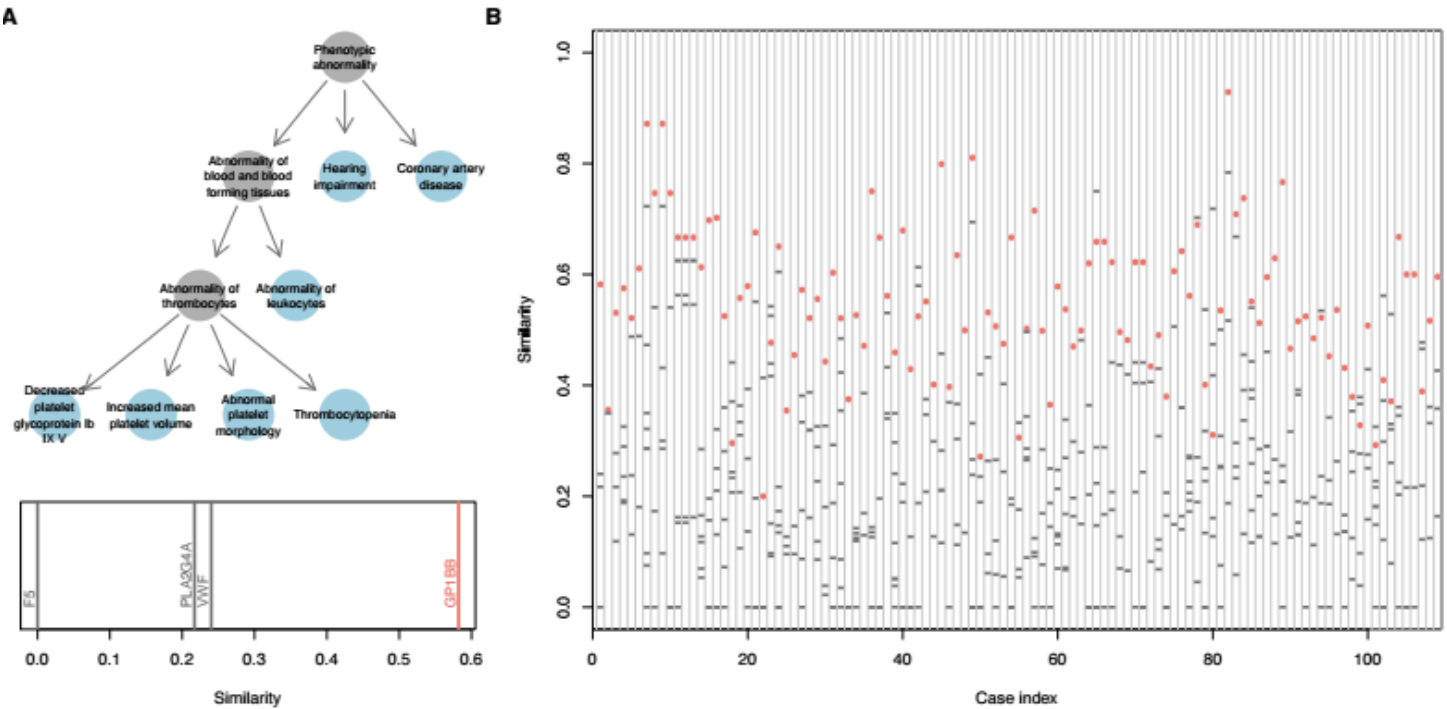 A
Phenotypic
abnormality
Abnormality of
blood and blood
forming tissues
Hearing
impairment
Coronary artery
disease
Abnormality of
thrombocytes
Abnormality of
leukocytes
Decreased
platelet
glycoprotein Ib
IX V
Increased mean
platelet volume
Abnormal
platelet
morphology
Thrombocytopenia
F5
PLA2G4A
VWF
GP1BB
0.0 0.1 0.2 0.3 0.4 0.5 0.6
Similarity
B
1.0
0.8
0.6
0.4
0.2
0.0
Similarity
0 20 40 60 80 100
Case index